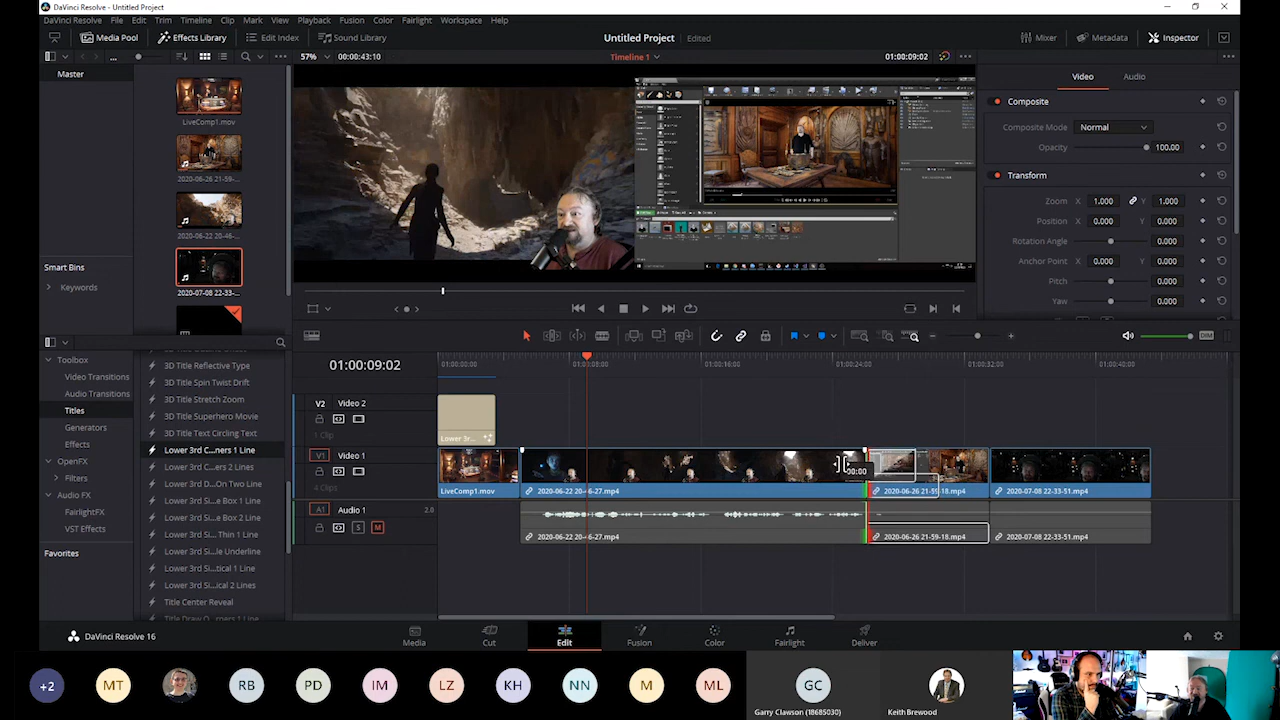 DaVinci Resolve - Untitled Project
DaVinci Resolve File Edit Trim Timeline Clip Mark View Playback Fusion Color Fairlight Workspace Help
Media Pool Effects Library Edit Index Sound Library Untitled Project Edited Mixer Metadata Inspector
57% 00:00:43:10 Timeline 1 01:00:09:02
Master
LiveComp1.mov
2020-06-26 21-59-...
2020-06-22 20-46-...
2020-07-08 22-33-...
Smart Bins
Keywords
Video Audio
Composite
Composite Mode Normal
Opacity 100.00
Transform
Zoom X 1.000 Y 1.000
Position X 0.000 Y 0.000
Rotation Angle 0.000
Anchor Point X 0.000 Y 0.000
Pitch 0.000
Yaw 0.000
Toolbox
Video Transitions
Audio Transitions
Titles
Generators
Effects
OpenFX
Filters
Audio FX
FairlightFX
VST Effects
Favorites
3D Title Reflective Type
3D Title Spin Twist Drift
3D Title Stretch Zoom
3D Title Superhero Movie
3D Title Text Circling Text
Lower 3rd C...ners 1 Line
Lower 3rd C...ers 2 Lines
Lower 3rd D...On Two Line
Lower 3rd Si...e Box 1 Line
Lower 3rd Si...e Box 2 Line
Lower 3rd Si... Thin 1 Line
Lower 3rd Si...le Underline
Lower 3rd Si...tical 1 Line
Lower 3rd Si...ical 2 Lines
Title Center Reveal
DIM
01:00:09:02
01:00:00:00 01:00:08:00 01:00:16:00 01:00:24:00 01:00:32:00 01:00:40:00
V2 Video 2
1 Clip
Lower 3r...
V1 Video 1
4 Clips
+00:00
LiveComp1.mov 2020-06-22 20-46-27.mp4 2020-06-26 21-59-18.mp4 2020-07-08 22-33-51.mp4
A1 Audio 1 2.0
S M
2020-06-22 20-46-27.mp4 2020-06-26 21-59-18.mp4 2020-07-08 22-33-51.mp4
DaVinci Resolve 16
Media Cut Edit Fusion Color Fairlight Deliver
+2 MT RB PD IM LZ KH NN M ML GC
Garry Clawson (18685030) Keith Brewood